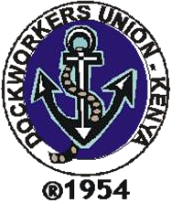 DOCKWORKERS UNION - KENYA
®1954